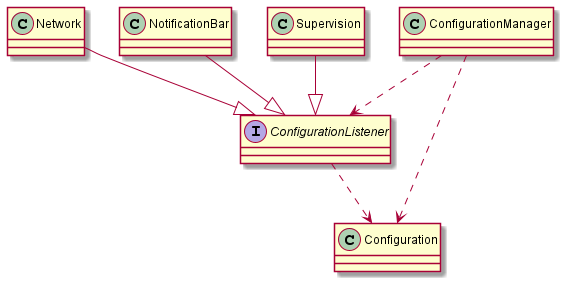 C Network
C NotificationBar
C Supervision
C ConfigurationManager
I ConfigurationListener
C Configuration